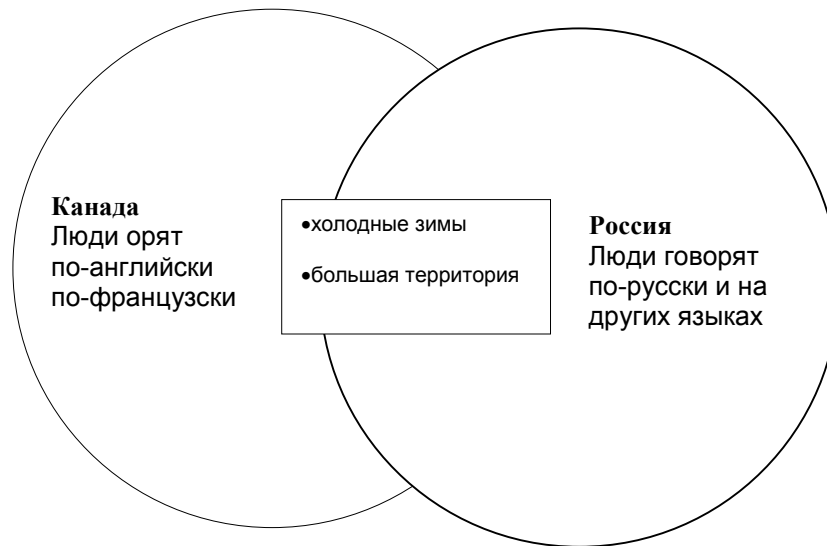 Канада
Люди орят
по-английски
по-французски
•холодные зимы
•большая территория
Россия
Люди говорят
по-русски и на
других языках